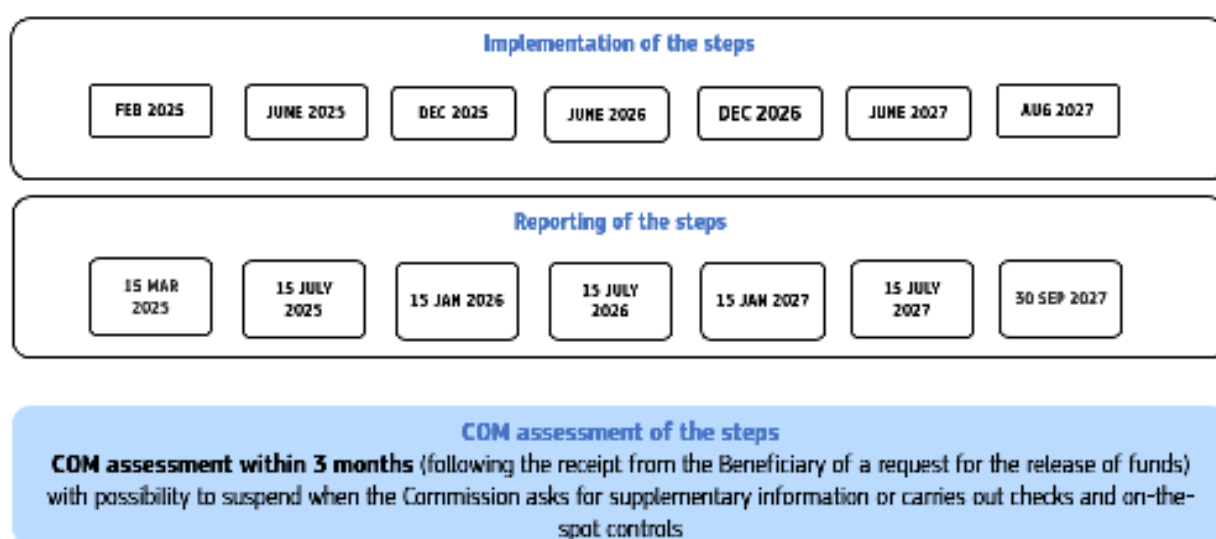 Implementation of the steps
FEB 2025
JUNE 2025
DEC 2025
JUNE 2026
DEC 2026
JUNE 2027
AUG 2027
Reporting of the steps
15 MAR
2025
15 JULY
2025
15 JAN 2026
15 JULY
2026
15 JAN 2027
15 JULY
2027
30 SEP 2027
COM assessment of the steps
COM assessment within 3 months (following the receipt from the Beneficiary of a request for the release of funds)
with possibility to suspend when the Commission asks for supplementary information or carries out checks and on-the-
spot controls